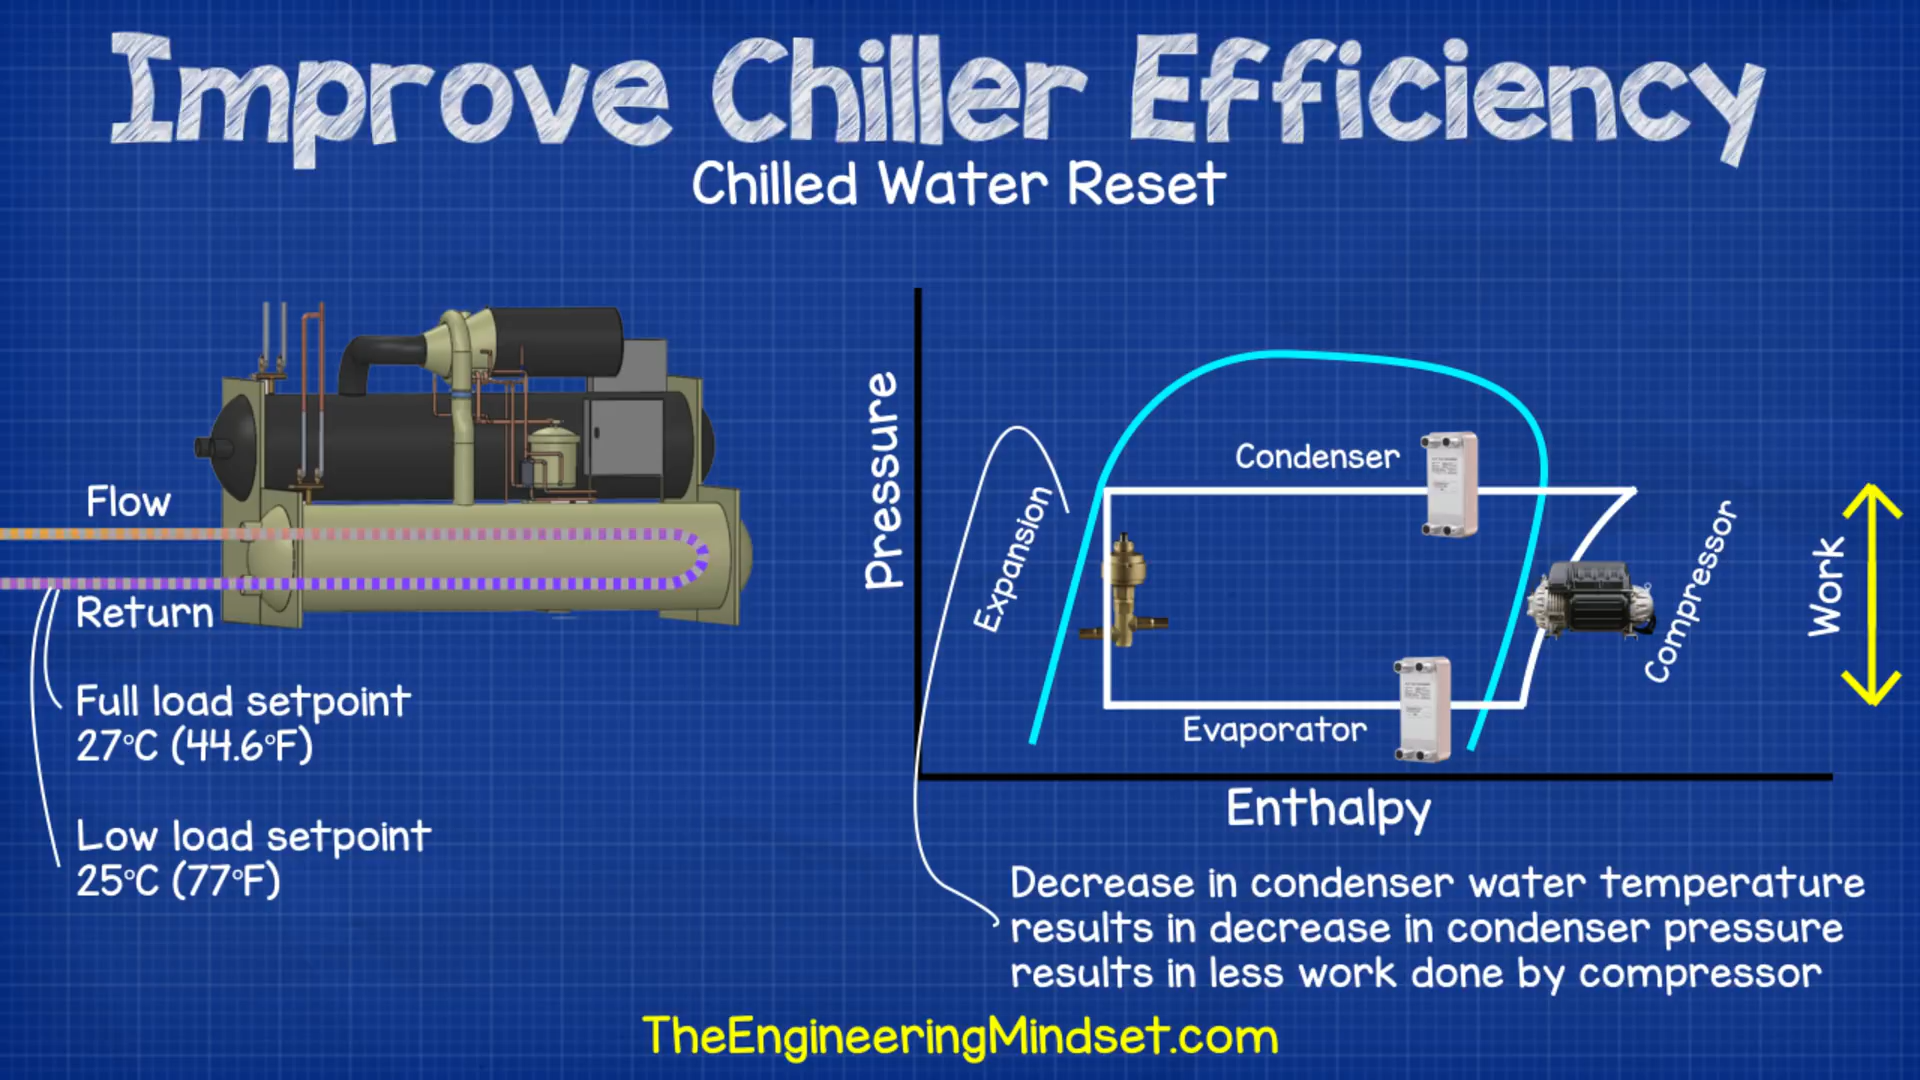 Improve Chiller Efficiency
Chilled Water Reset
Flow
Return
Full load setpoint
27°C (44.6°F)
Low load setpoint
25°C (77°F)
Pressure
Expansion
Condenser
Evaporator
Compressor
Work
Enthalpy
Decrease in condenser water temperature
results in decrease in condenser pressure
results in less work done by compressor
TheEngineeringMindset.com